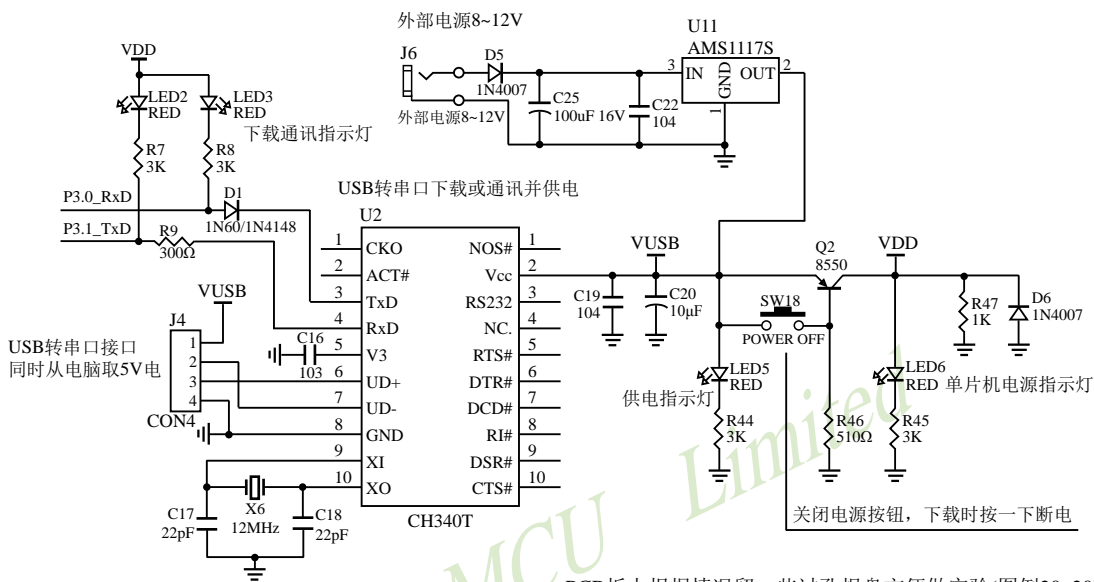 外部电源8~12V
U11
AMS1117S
J6
D5
1N4007
3 IN OUT 2
GND
1
C25
100uF 16V
C22
104
外部电源8~12V
VDD
LED2
RED
LED3
RED
下载通讯指示灯
R7
3K
R8
3K
P3.0_RxD
D1
1N60/1N4148
P3.1_TxD
R9
300Ω
USB转串口下载或通讯并供电
U2
1 CKO NOS# 1
2 ACT# Vcc 2
3 TxD RS232 3
4 RxD NC. 4
5 V3 RTS# 5
6 UD+ DTR# 6
7 UD- DCD# 7
8 GND RI# 8
9 XI DSR# 9
10 XO CTS# 10
CH340T
VUSB
J4
1
2
3
4
CON4
USB转串口接口
同时从电脑取5V电
C16
103
C17
22pF
X6
12MHz
C18
22pF
VUSB
C19
104
C20
10μF
Q2
8550
VDD
SW18
POWER OFF
R47
1K
D6
1N4007
LED5
RED
供电指示灯
R44
3K
R46
510Ω
LED6
RED
单片机电源指示灯
R45
3K
关闭电源按钮，下载时按一下断电
MCU Limited